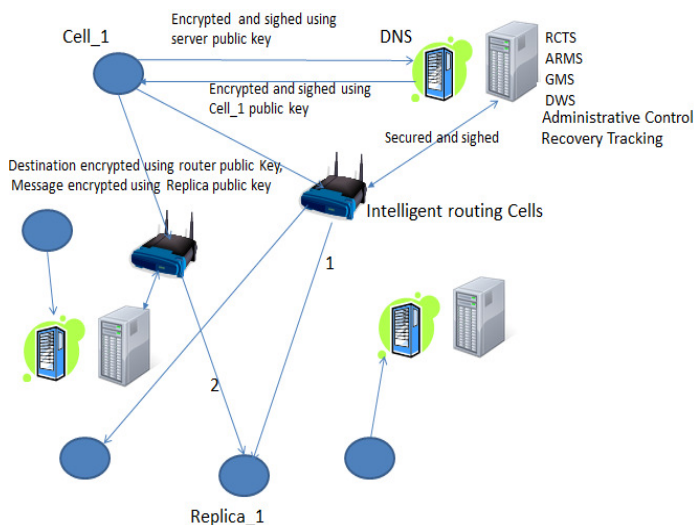 Encrypted and sighed using
server public key
Cell_1
DNS
RCTS
ARMS
GMS
DWS
Administrative Control
Recovery Tracking
Encrypted and sighed using
Cell_1 public key
Secured and sighed
Destination encrypted using router public Key,
Message encrypted using Replica public key
Intelligent routing Cells
1
2
Replica_1